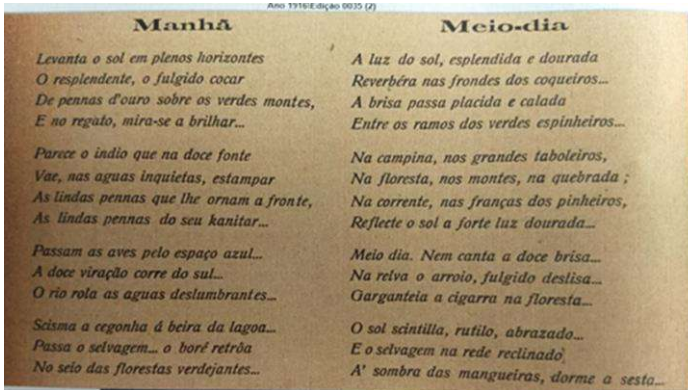 Ano 1916\Edição 0035 (2)
Manhã
Levanta o sol em plenos horizontes
O resplendente, o fulgido cocar
De pennas d'ouro sobre os verdes montes,
E no regato, mira-se a brilhar...
Parece o indio que na doce fonte
Vae, nas aguas inquietas, estampar
As lindas pennas que lhe ornam a fronte,
As lindas pennas do seu kanitar...
Passam as aves pelo espaço azul...
A doce viração corre do sul...
O rio rola as aguas deslumbrantes...
Scisma a cegonha á beira da lagoa...
Passa o selvagem... o boré retrôa
No seio das florestas verdejantes...
Meio-dia
A luz do sol, esplendida e dourada
Reverbéra nas frondes dos coqueiros...
A brisa passa placida e calada
Entre os ramos dos verdes espinheiros...
Na campina, nos grandes taboleiros,
Na floresta, nos montes, na quebrada ;
Na corrente, nas franças dos pinheiros,
Reflecte o sol a forte luz dourada...
Meio dia. Nem canta a doce brisa...
Na relva o arroio, fulgido deslisa...
Garganteia a cigarra na floresta...
O sol scintilla, rutilo, abrazado...
E o selvagem na rede reclinado
A' sombra das mangueiras, dorme a sesta...